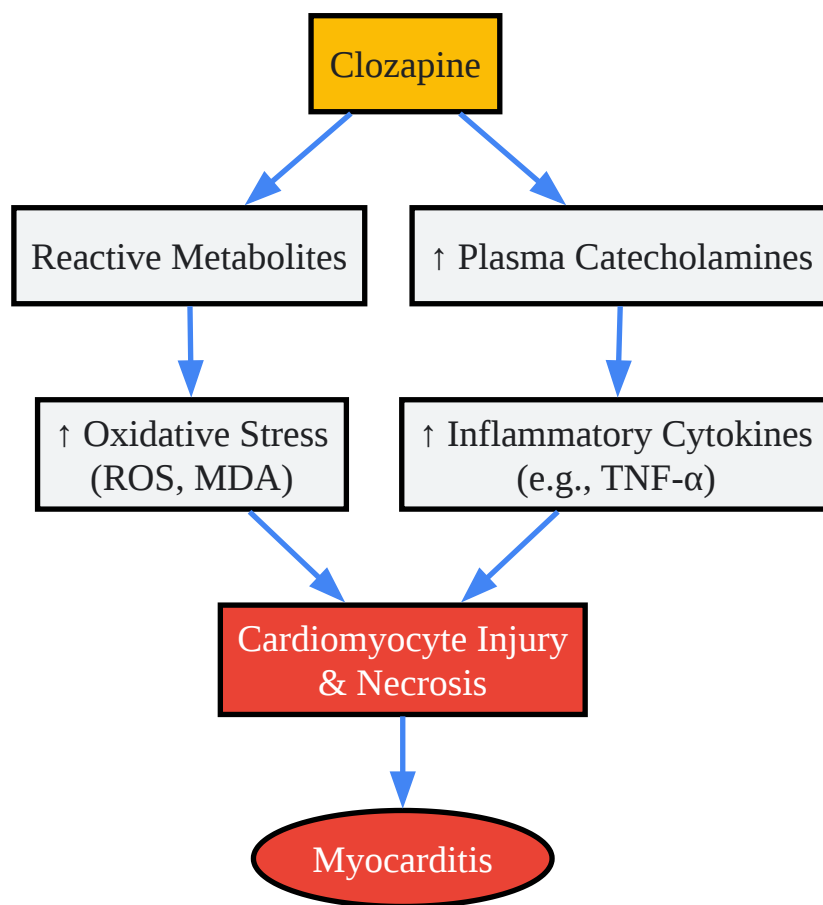 Clozapine
Reactive Metabolites
↑ Plasma Catecholamines
↑ Oxidative Stress
(ROS, MDA)
↑ Inflammatory Cytokines
(e.g., TNF-α)
Cardiomyocyte Injury
& Necrosis
Myocarditis